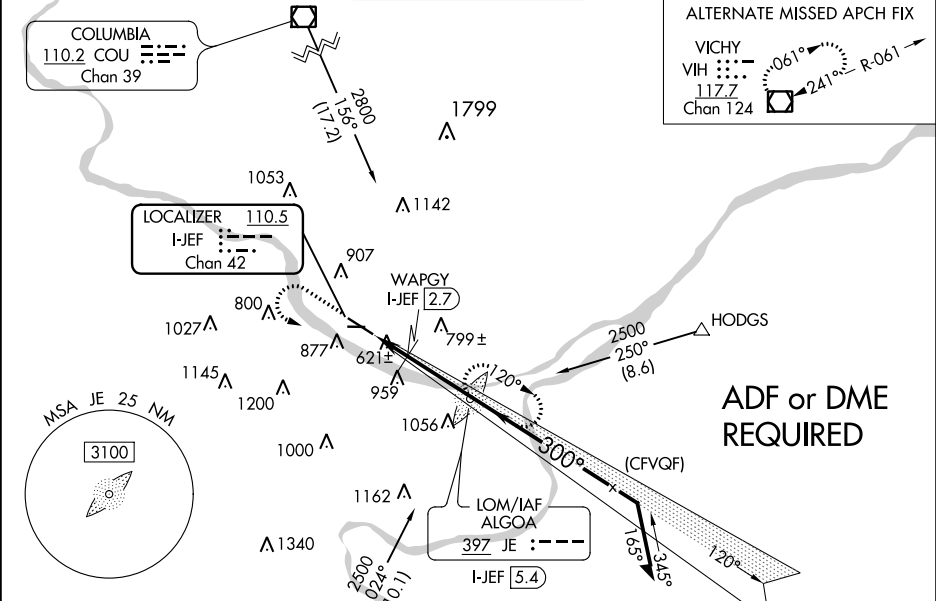 COLUMBIA
110.2 COU
Chan 39
2800
156°
(17.2)
ALTERNATE MISSED APCH FIX
VICHY
VIH
117.7
Chan 124
061°
241°
R-061
1799
1053
1142
LOCALIZER 110.5
I-JEF
Chan 42
907
WAPGY
I-JEF 2.7
800
1027
877
621±
799±
HODGS
2500
250°
(8.6)
1145
1200
959
120°
1056
ADF or DME
REQUIRED
MSA JE 25 NM
3100
1000
300°
(CFVQF)
1162
LOM/IAF
ALGOA
397 JE
I-JEF 5.4
1340
2500
024°
0.1)
165°
345°
120°